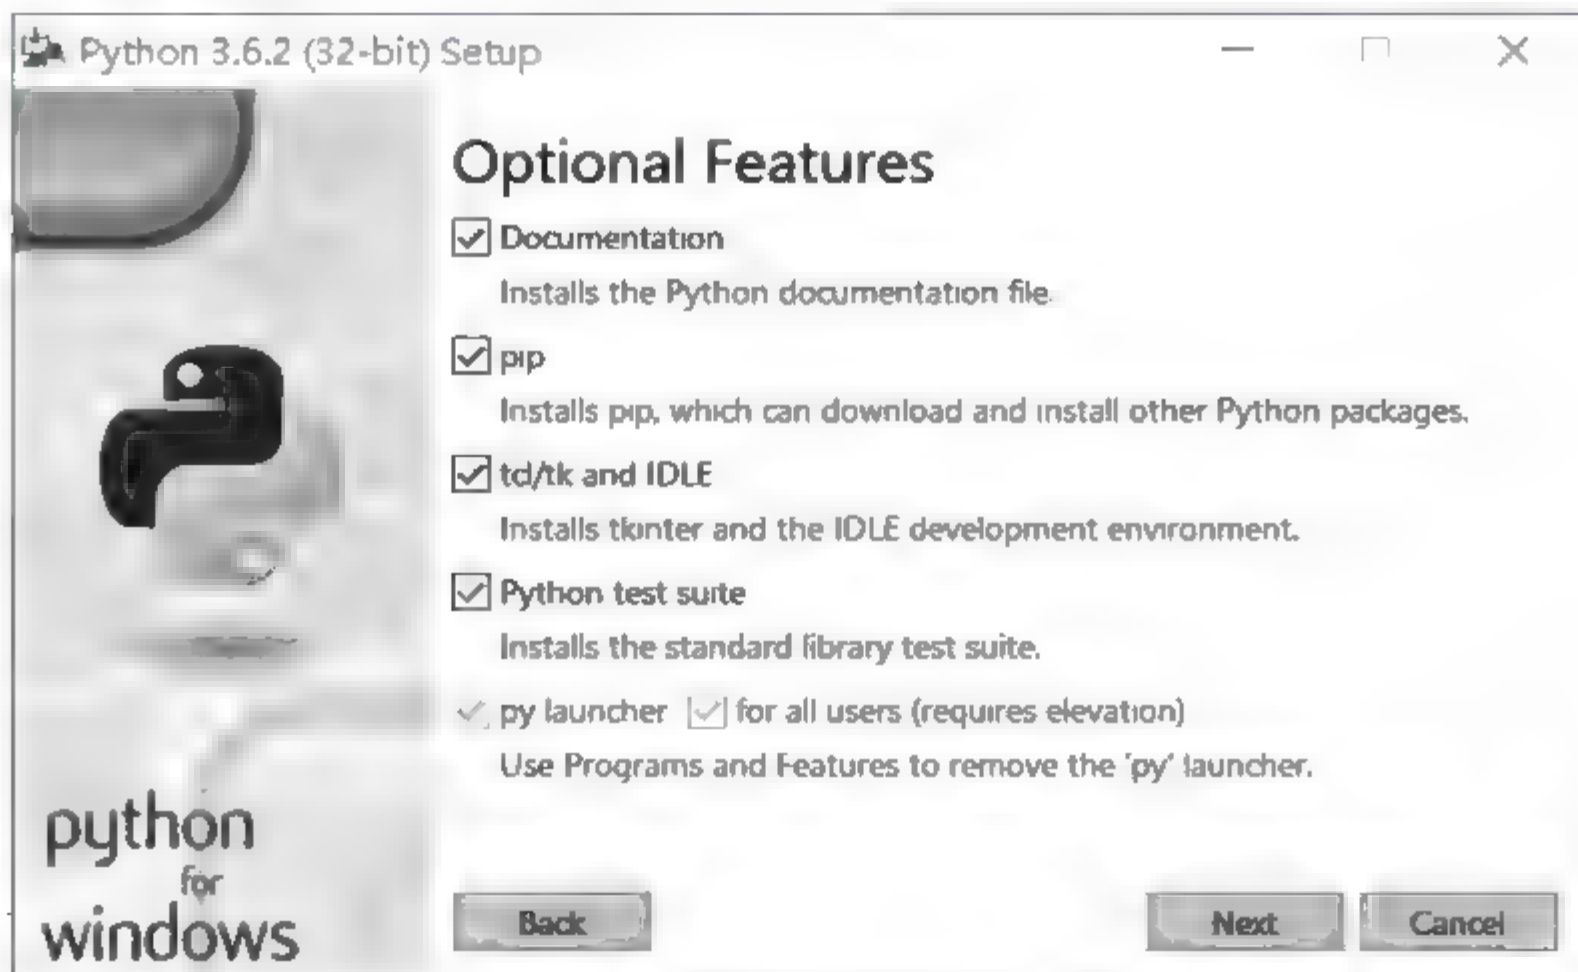 Python 3.6.2 (32-bit) Setup
Optional Features
Documentation
Installs the Python documentation file.
pip
Installs pip, which can download and install other Python packages.
tcl/tk and IDLE
Installs tkinter and the IDLE development environment.
Python test suite
Installs the standard library test suite.
py launcher for all users (requires elevation)
Use Programs and Features to remove the 'py' launcher.
python
for
windows
Back Next Cancel